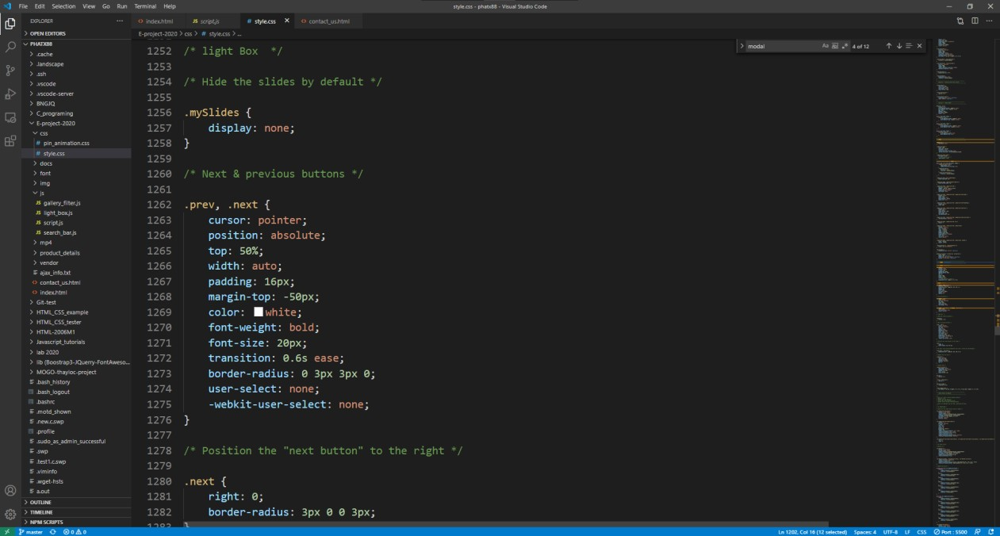 File Edit Selection View Go Run Terminal Help
style.css - phatx88 - Visual Studio Code
EXPLORER
index.html
script.js
style.css
contact_us.html
E-project-2020 > css > # style.css > ...
OPEN EDITORS
PHATX88
.cache
.landscape
.ssh
.vscode
.vscode-server
BNGJQ
C_programing
E-project-2020
css
pin_animation.css
style.css
docs
font
img
js
gallery_filter.js
light_box.js
script.js
search_bar.js
mp4
product_details
vendor
ajax_info.txt
contact_us.html
index.html
Git-test
HTML_CSS_example
HTML_CSS_tester
HTML-2006M1
Javascript_tutorials
lab 2020
lib (Boostrap3-JQuerry-FontAweso...
MOGO-thayloc-project
.bash_history
.bash_logout
.bashrc
.motd_shown
.new.c.swp
.profile
.sudo_as_admin_successful
.swp
.test1.c.swp
.viminfo
.wget-hsts
a.out
OUTLINE
TIMELINE
NPM SCRIPTS
modal
4 of 12
1252 /* light Box  */
1253
1254 /* Hide the slides by default */
1255
1256 .mySlides {
1257     display: none;
1258 }
1259
1260 /* Next & previous buttons */
1261
1262 .prev, .next {
1263     cursor: pointer;
1264     position: absolute;
1265     top: 50%;
1266     width: auto;
1267     padding: 16px;
1268     margin-top: -50px;
1269     color: white;
1270     font-weight: bold;
1271     font-size: 20px;
1272     transition: 0.6s ease;
1273     border-radius: 0 3px 3px 0;
1274     user-select: none;
1275     -webkit-user-select: none;
1276 }
1277
1278 /* Position the "next button" to the right */
1279
1280 .next {
1281     right: 0;
1282     border-radius: 3px 0 0 3px;
1283 }
master 0 0
Ln 1202, Col 16 (12 selected) Spaces: 4 UTF-8 LF CSS Port : 5500